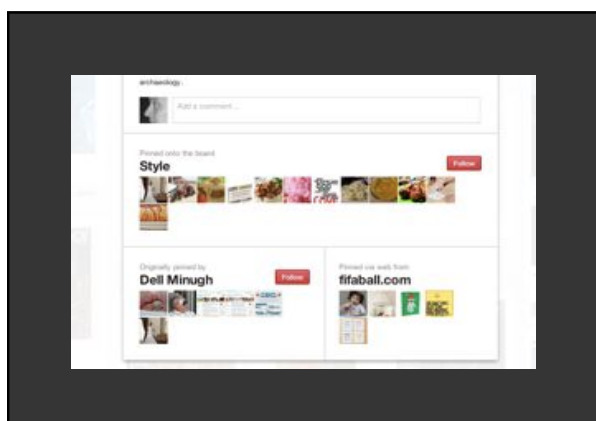 archaeology.
Add a comment ...
Pinned onto the board
Style
Follow
Originally pinned by
Dell Minugh
Follow
Pinned via web from
fifaball.com